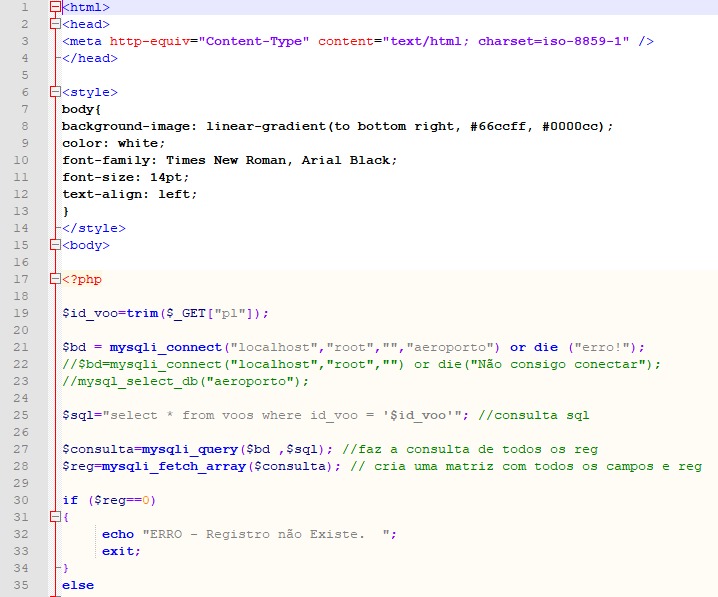 1 <html>
2 <head>
3 <meta http-equiv="Content-Type" content="text/html; charset=iso-8859-1" />
4 </head>
5
6 <style>
7 body{
8 background-image: linear-gradient(to bottom right, #66ccff, #0000cc);
9 color: white;
10 font-family: Times New Roman, Arial Black;
11 font-size: 14pt;
12 text-align: left;
13 }
14 </style>
15 <body>
16
17 <?php
18
19 $id_voo=trim($_GET["pl"]);
20
21 $bd = mysqli_connect("localhost","root","","aeroporto") or die ("erro!");
22 //$bd=mysqli_connect("localhost","root","") or die("Não consigo conectar");
23 //mysql_select_db("aeroporto");
24
25 $sql="select * from voos where id_voo = '$id_voo'"; //consulta sql
26
27 $consulta=mysqli_query($bd ,$sql); //faz a consulta de todos os reg
28 $reg=mysqli_fetch_array($consulta); // cria uma matriz com todos os campos e reg
29
30 if ($reg==0)
31 {
32 echo "ERRO - Registro não Existe.  ";
33 exit;
34 }
35 else